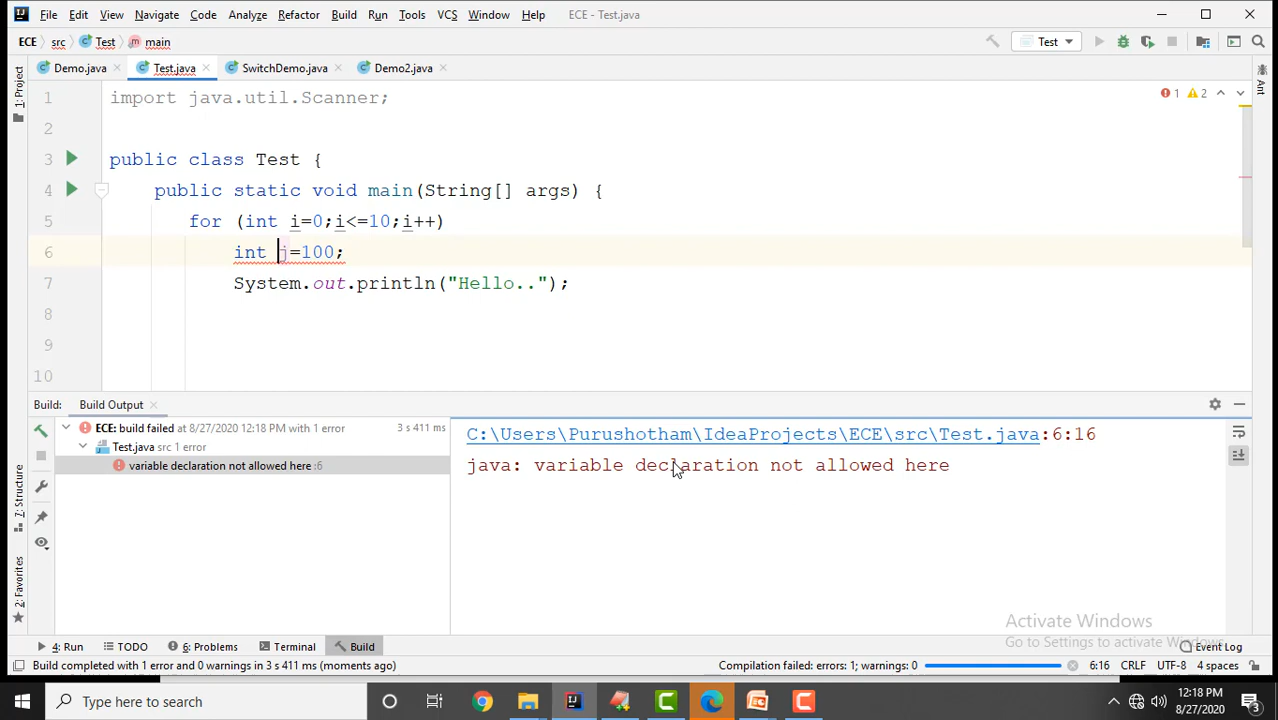 File Edit View Navigate Code Analyze Refactor Build Run Tools VCS Window Help ECE - Test.java
ECE src Test main Test
Demo.java Test.java SwitchDemo.java Demo2.java
1 import java.util.Scanner; 1 2
2
3 public class Test {
4 public static void main(String[] args) {
5 for (int i=0;i<=10;i++)
6 int j=100;
7 System.out.println("Hello..");
8
9
10
1: Project
Ant
7: Structure
2: Favorites
Build: Build Output
ECE: build failed at 8/27/2020 12:18 PM with 1 error 3 s 411 ms
Test.java src 1 error
variable declaration not allowed here :6
C:\Users\Purushotham\IdeaProjects\ECE\src\Test.java:6:16
java: variable declaration not allowed here
Activate Windows
Go to Settings to activate Windows.
4: Run TODO 6: Problems Terminal Build Event Log
Build completed with 1 error and 0 warnings in 3 s 411 ms (moments ago) Compilation failed: errors: 1; warnings: 0 6:16 CRLF UTF-8 4 spaces
Type here to search
12:18 PM
8/27/2020
3